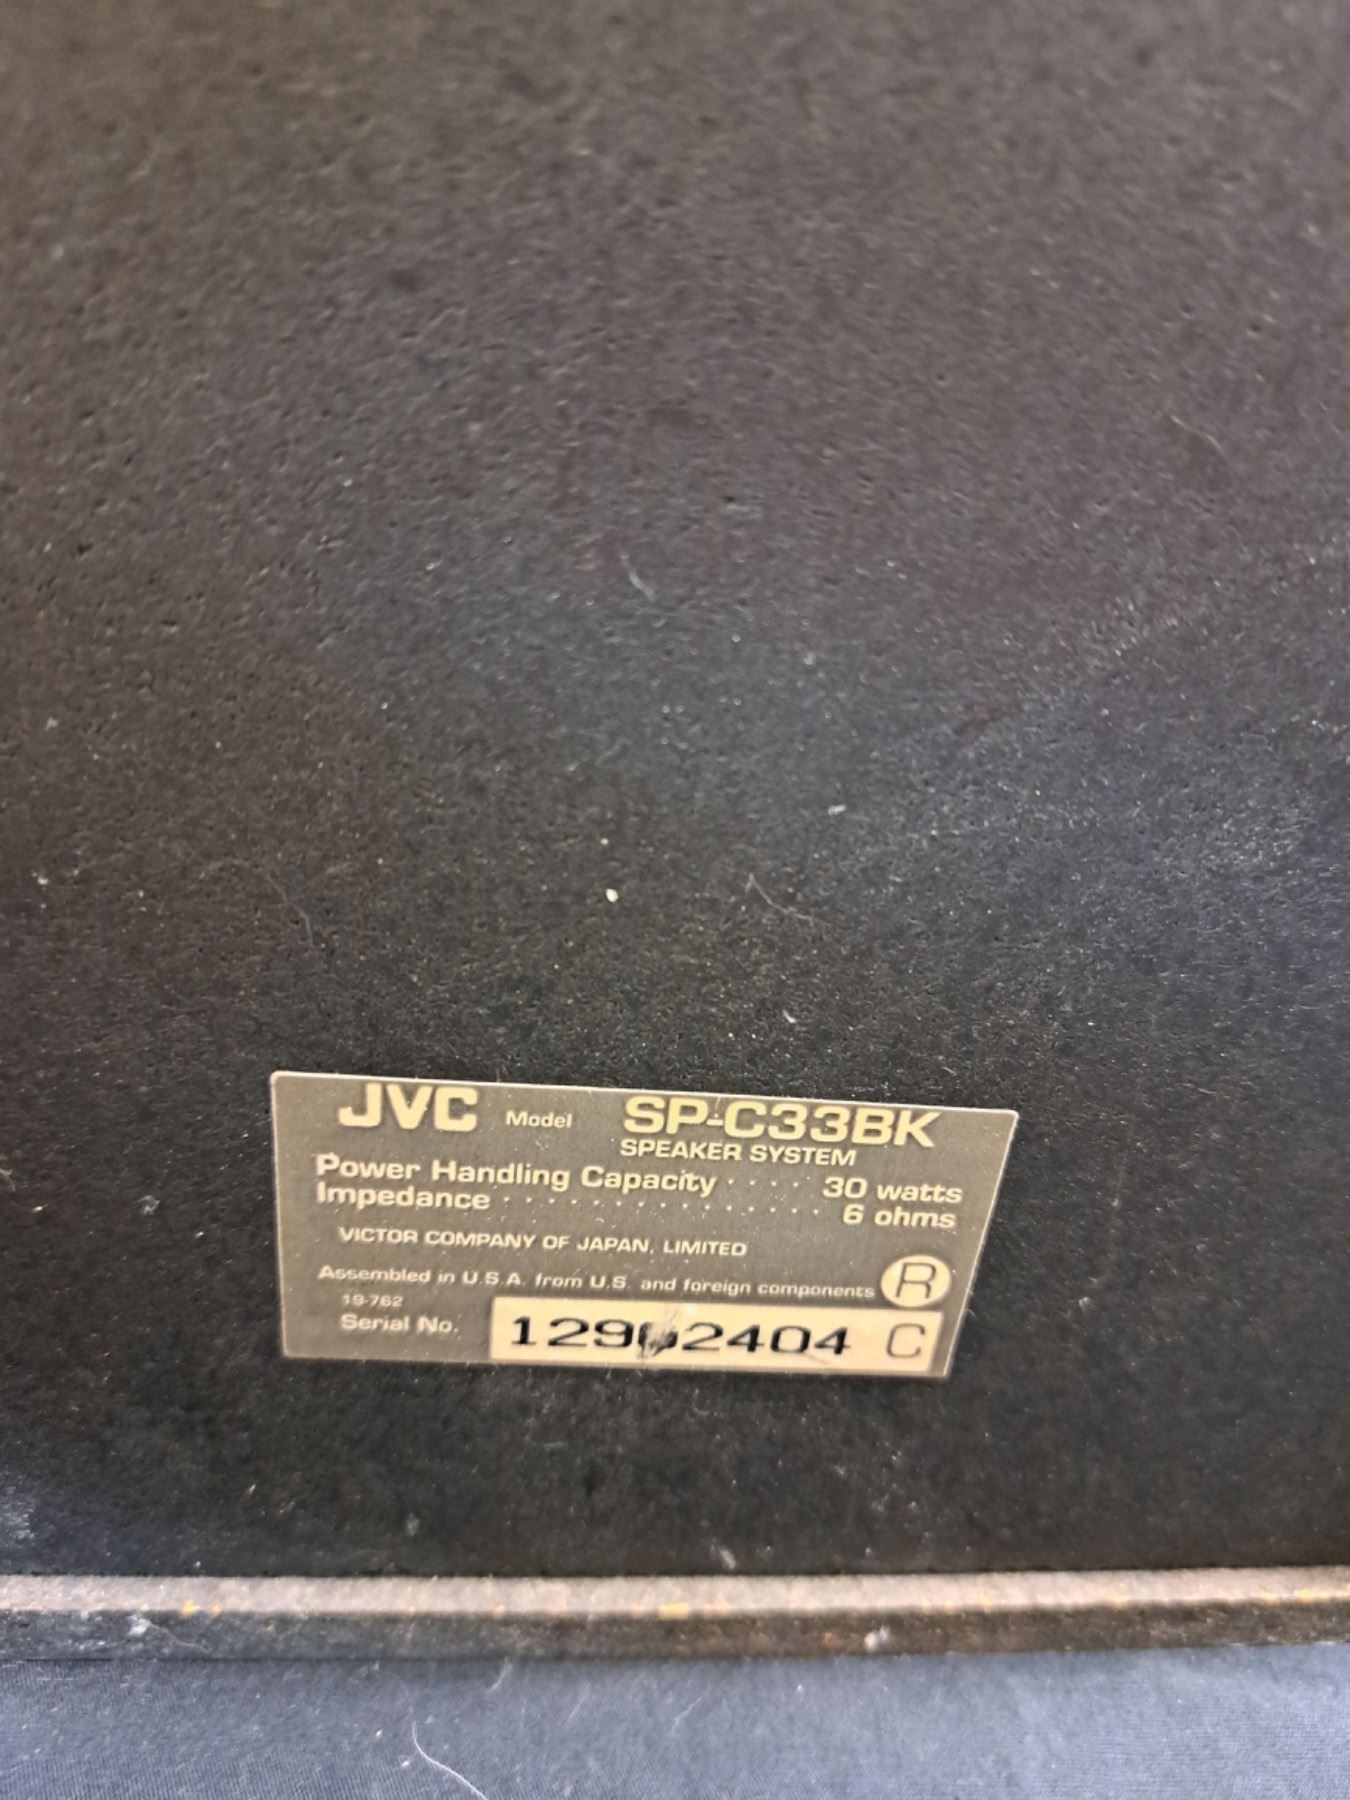 JVC Model SP-C33BK
SPEAKER SYSTEM
Power Handling Capacity ···· 30 watts
Impedance ············ 6 ohms
VICTOR COMPANY OF JAPAN, LIMITED
Assembled in U.S.A. from U.S. and foreign components R
19-762
Serial No. 12902404 C